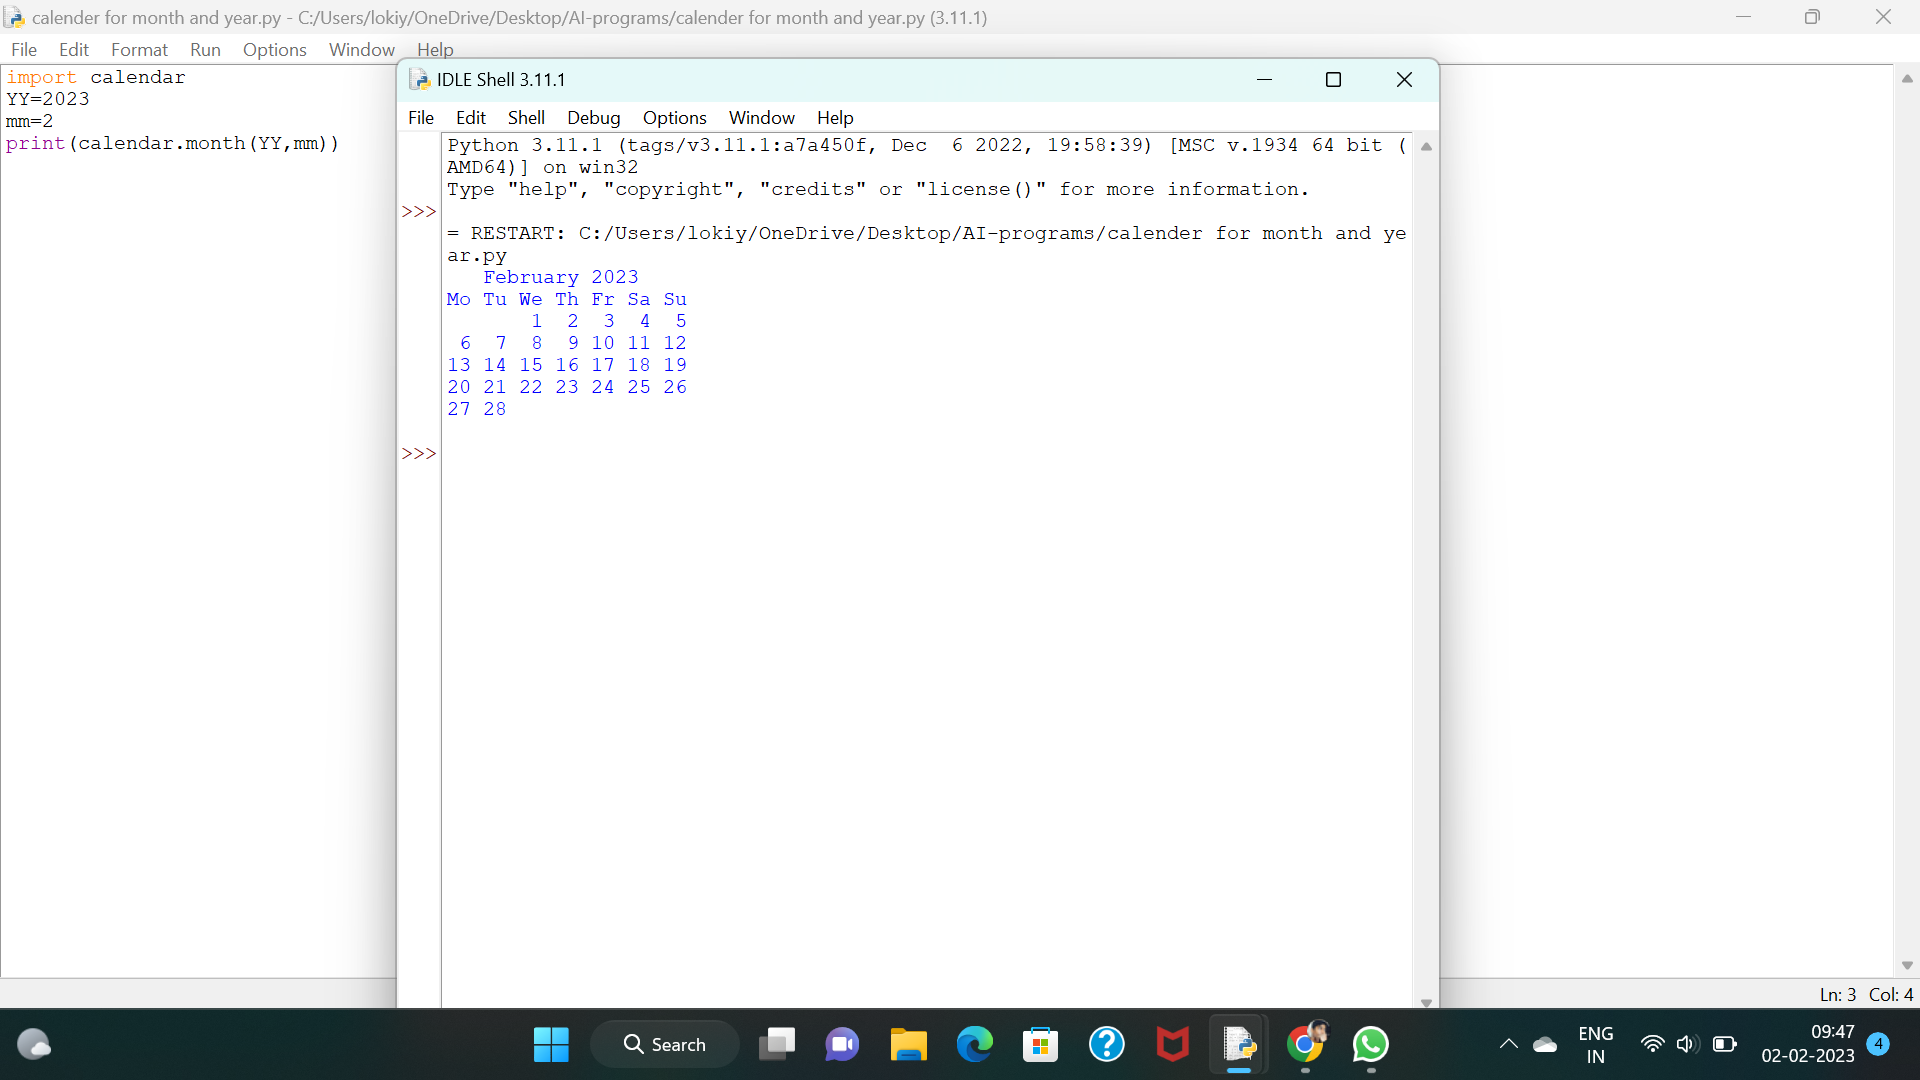 calender for month and year.py - C:/Users/lokiy/OneDrive/Desktop/AI-programs/calender for month and year.py (3.11.1)
File Edit Format Run Options Window Help
import calendar
YY=2023
mm=2
print(calendar.month(YY,mm))
IDLE Shell 3.11.1
File Edit Shell Debug Options Window Help
Python 3.11.1 (tags/v3.11.1:a7a450f, Dec  6 2022, 19:58:39) [MSC v.1934 64 bit (
AMD64)] on win32
Type "help", "copyright", "credits" or "license()" for more information.
>>>
= RESTART: C:/Users/lokiy/OneDrive/Desktop/AI-programs/calender for month and ye
ar.py
   February 2023
Mo Tu We Th Fr Sa Su
       1  2  3  4  5
 6  7  8  9 10 11 12
13 14 15 16 17 18 19
20 21 22 23 24 25 26
27 28
>>>
Ln: 3 Col: 4
Search
ENG
IN
09:47
02-02-2023
4